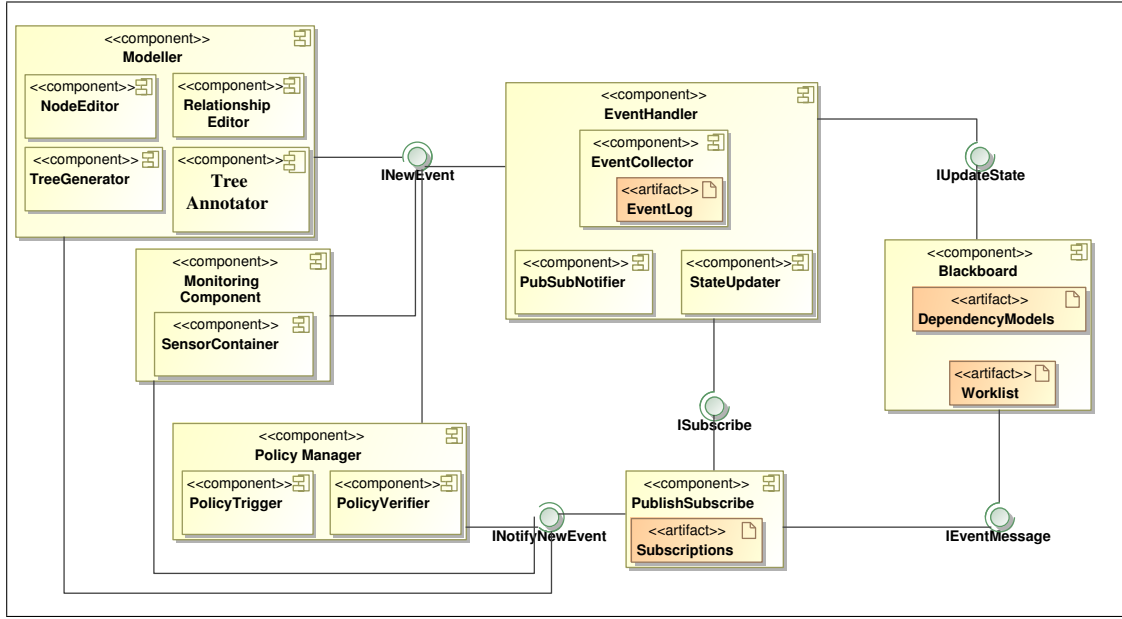 <<component>>
Modeller
<<component>>
NodeEditor
<<component>>
Relationship
Editor
<<component>>
TreeGenerator
<<component>>
Tree
Annotator
INewEvent
<<component>>
EventHandler
<<component>>
EventCollector
<<artifact>>
EventLog
<<component>>
PubSubNotifier
<<component>>
StateUpdater
IUpdateState
<<component>>
Monitoring
Component
<<component>>
SensorContainer
<<component>>
Blackboard
<<artifact>>
DependencyModels
<<artifact>>
Worklist
ISubscribe
<<component>>
Policy Manager
<<component>>
PolicyTrigger
<<component>>
PolicyVerifier
INotifyNewEvent
<<component>>
PublishSubscribe
<<artifact>>
Subscriptions
IEventMessage